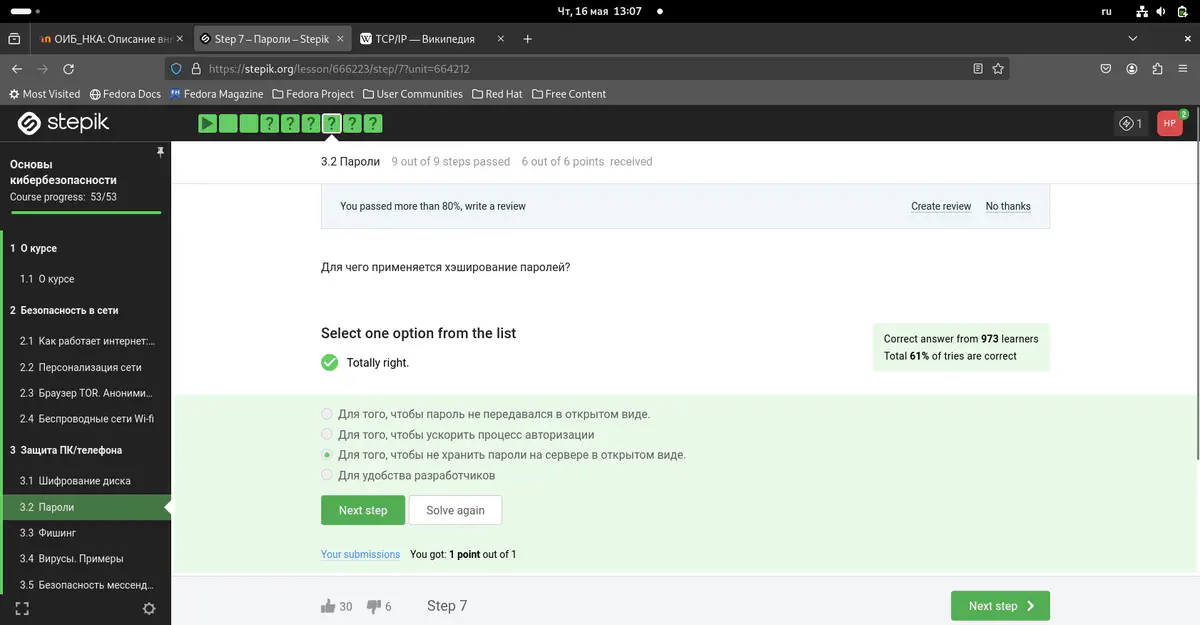 Чт, 16 мая 13:07
ru
ОИБ_НКА: Описание вн
Step 7 – Пароли – Stepik
W TCP/IP — Википедия
https://stepik.org/lesson/666223/step/7?unit=664212
Most Visited Fedora Docs Fedora Magazine Fedora Project User Communities Red Hat Free Content
stepik
? ? ? ? ? ?
1
HP
2
Основы
кибербезопасности
Course progress: 53/53
1 О курсе
1.1 О курсе
2 Безопасность в сети
2.1 Как работает интернет:...
2.2 Персонализация сети
2.3 Браузер TOR. Аноними...
2.4 Беспроводные сети Wi-fi
3 Защита ПК/телефона
3.1 Шифрование диска
3.2 Пароли
3.3 Фишинг
3.4 Вирусы. Примеры
3.5 Безопасность мессенд...
3.2 Пароли 9 out of 9 steps passed 6 out of 6 points received
You passed more than 80%, write a review
Create review No thanks
Для чего применяется хэширование паролей?
Select one option from the list
Totally right.
Correct answer from 973 learners
Total 61% of tries are correct
Для того, чтобы пароль не передавался в открытом виде.
Для того, чтобы ускорить процесс авторизации
Для того, чтобы не хранить пароли на сервере в открытом виде.
Для удобства разработчиков
Next step
Solve again
Your submissions You got: 1 point out of 1
30 6 Step 7
Next step